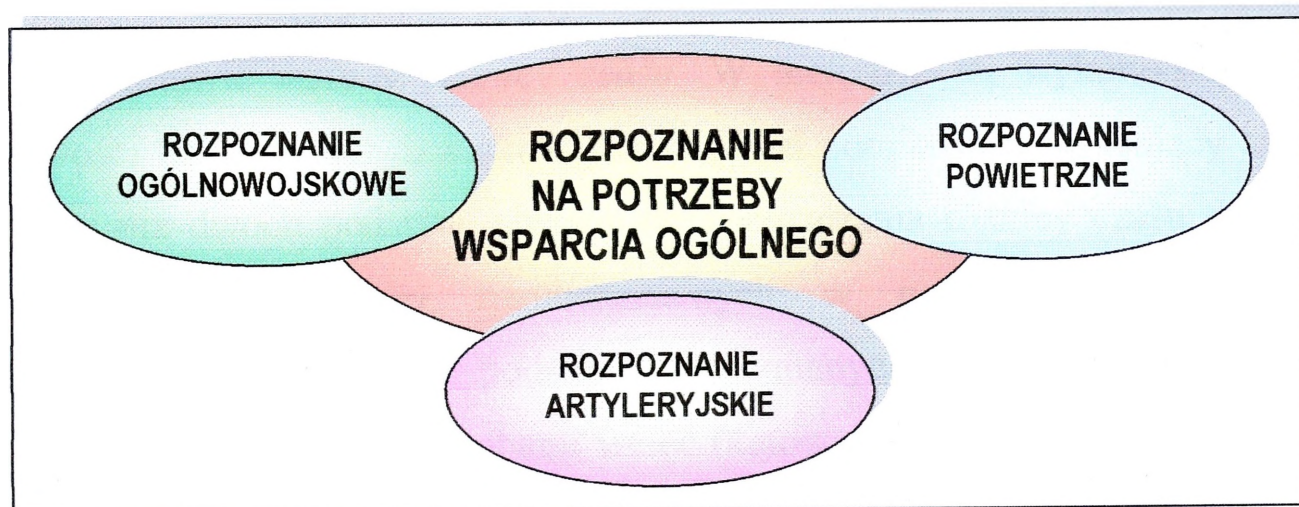 ROZPOZNANIE
OGÓLNOWOJSKOWE
ROZPOZNANIE
NA POTRZEBY
WSPARCIA OGÓLNEGO
ROZPOZNANIE
POWIETRZNE
ROZPOZNANIE
ARTYLERYJSKIE